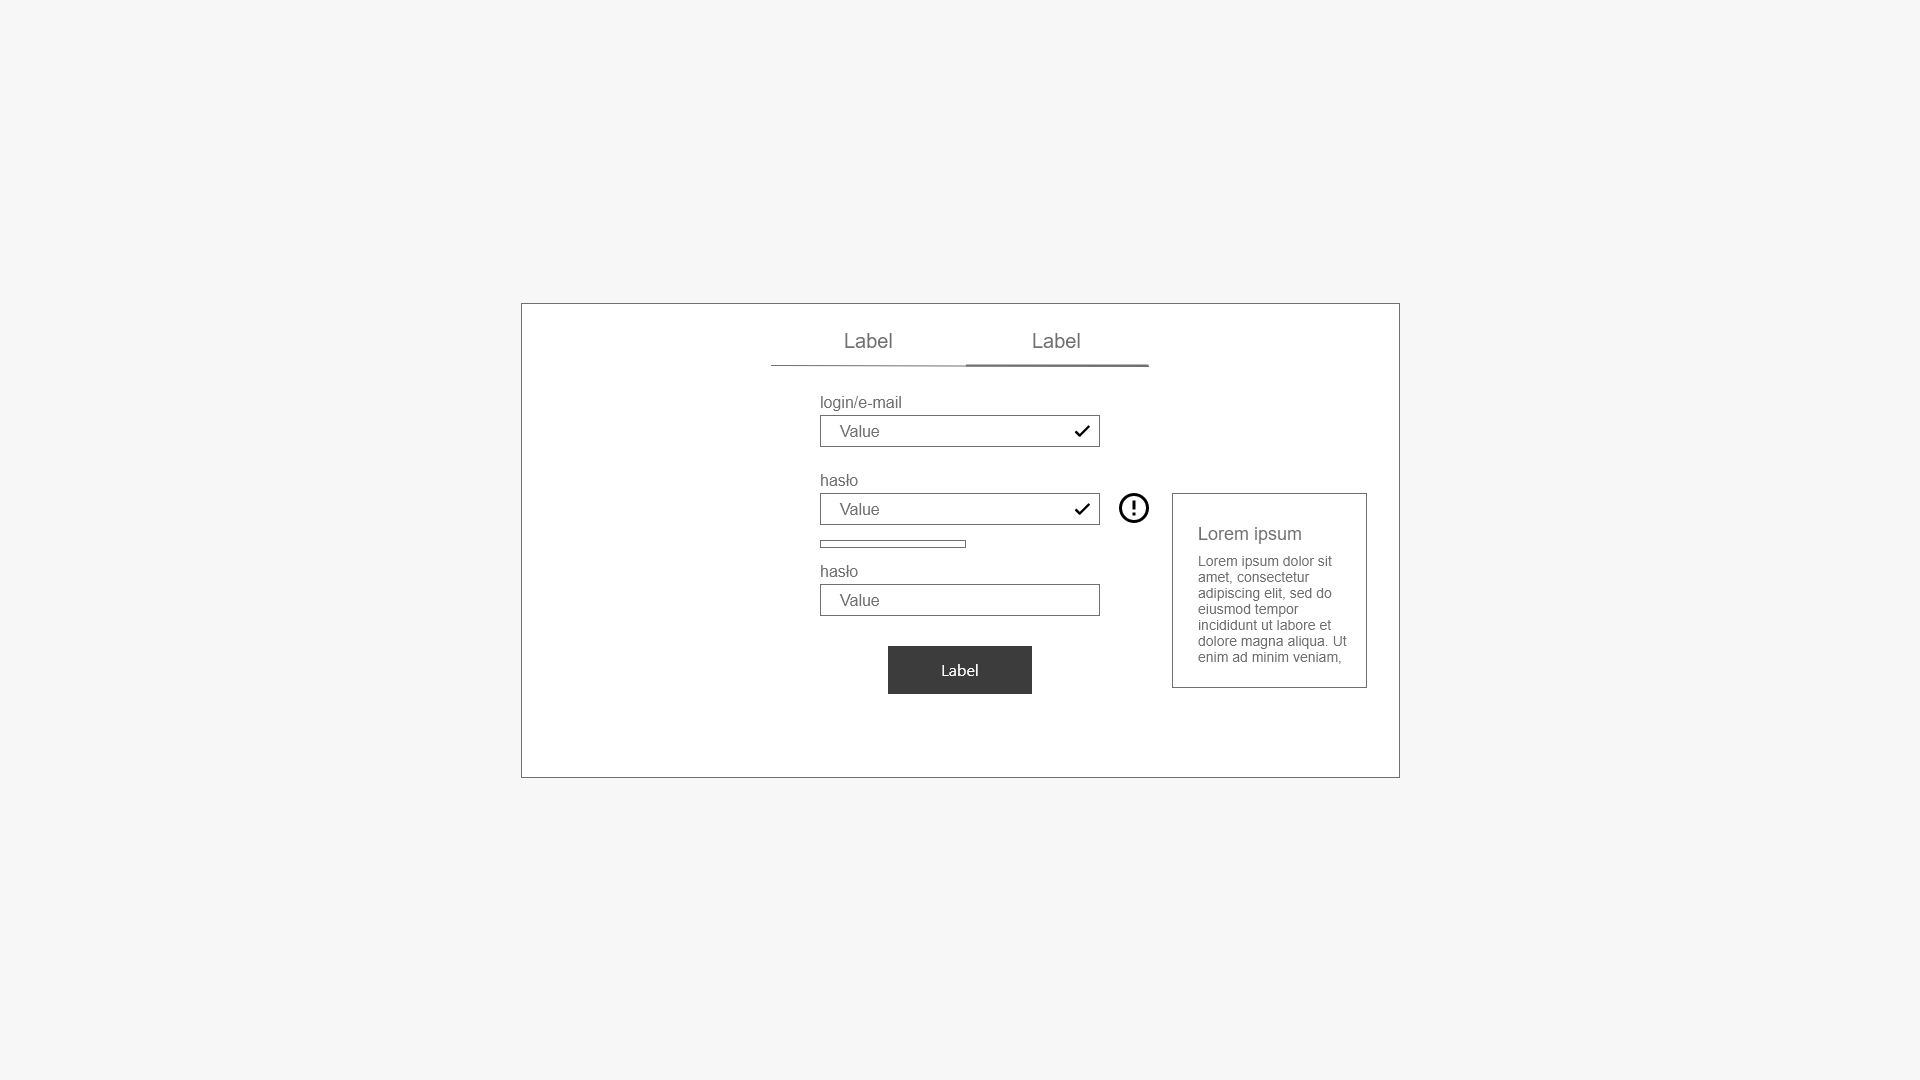 Label
Label
login/e-mail
Value
hasło
Value
hasło
Value
Label
Lorem ipsum
Lorem ipsum dolor sit
amet, consectetur
adipiscing elit, sed do
eiusmod tempor
incididunt ut labore et
dolore magna aliqua. Ut
enim ad minim veniam,